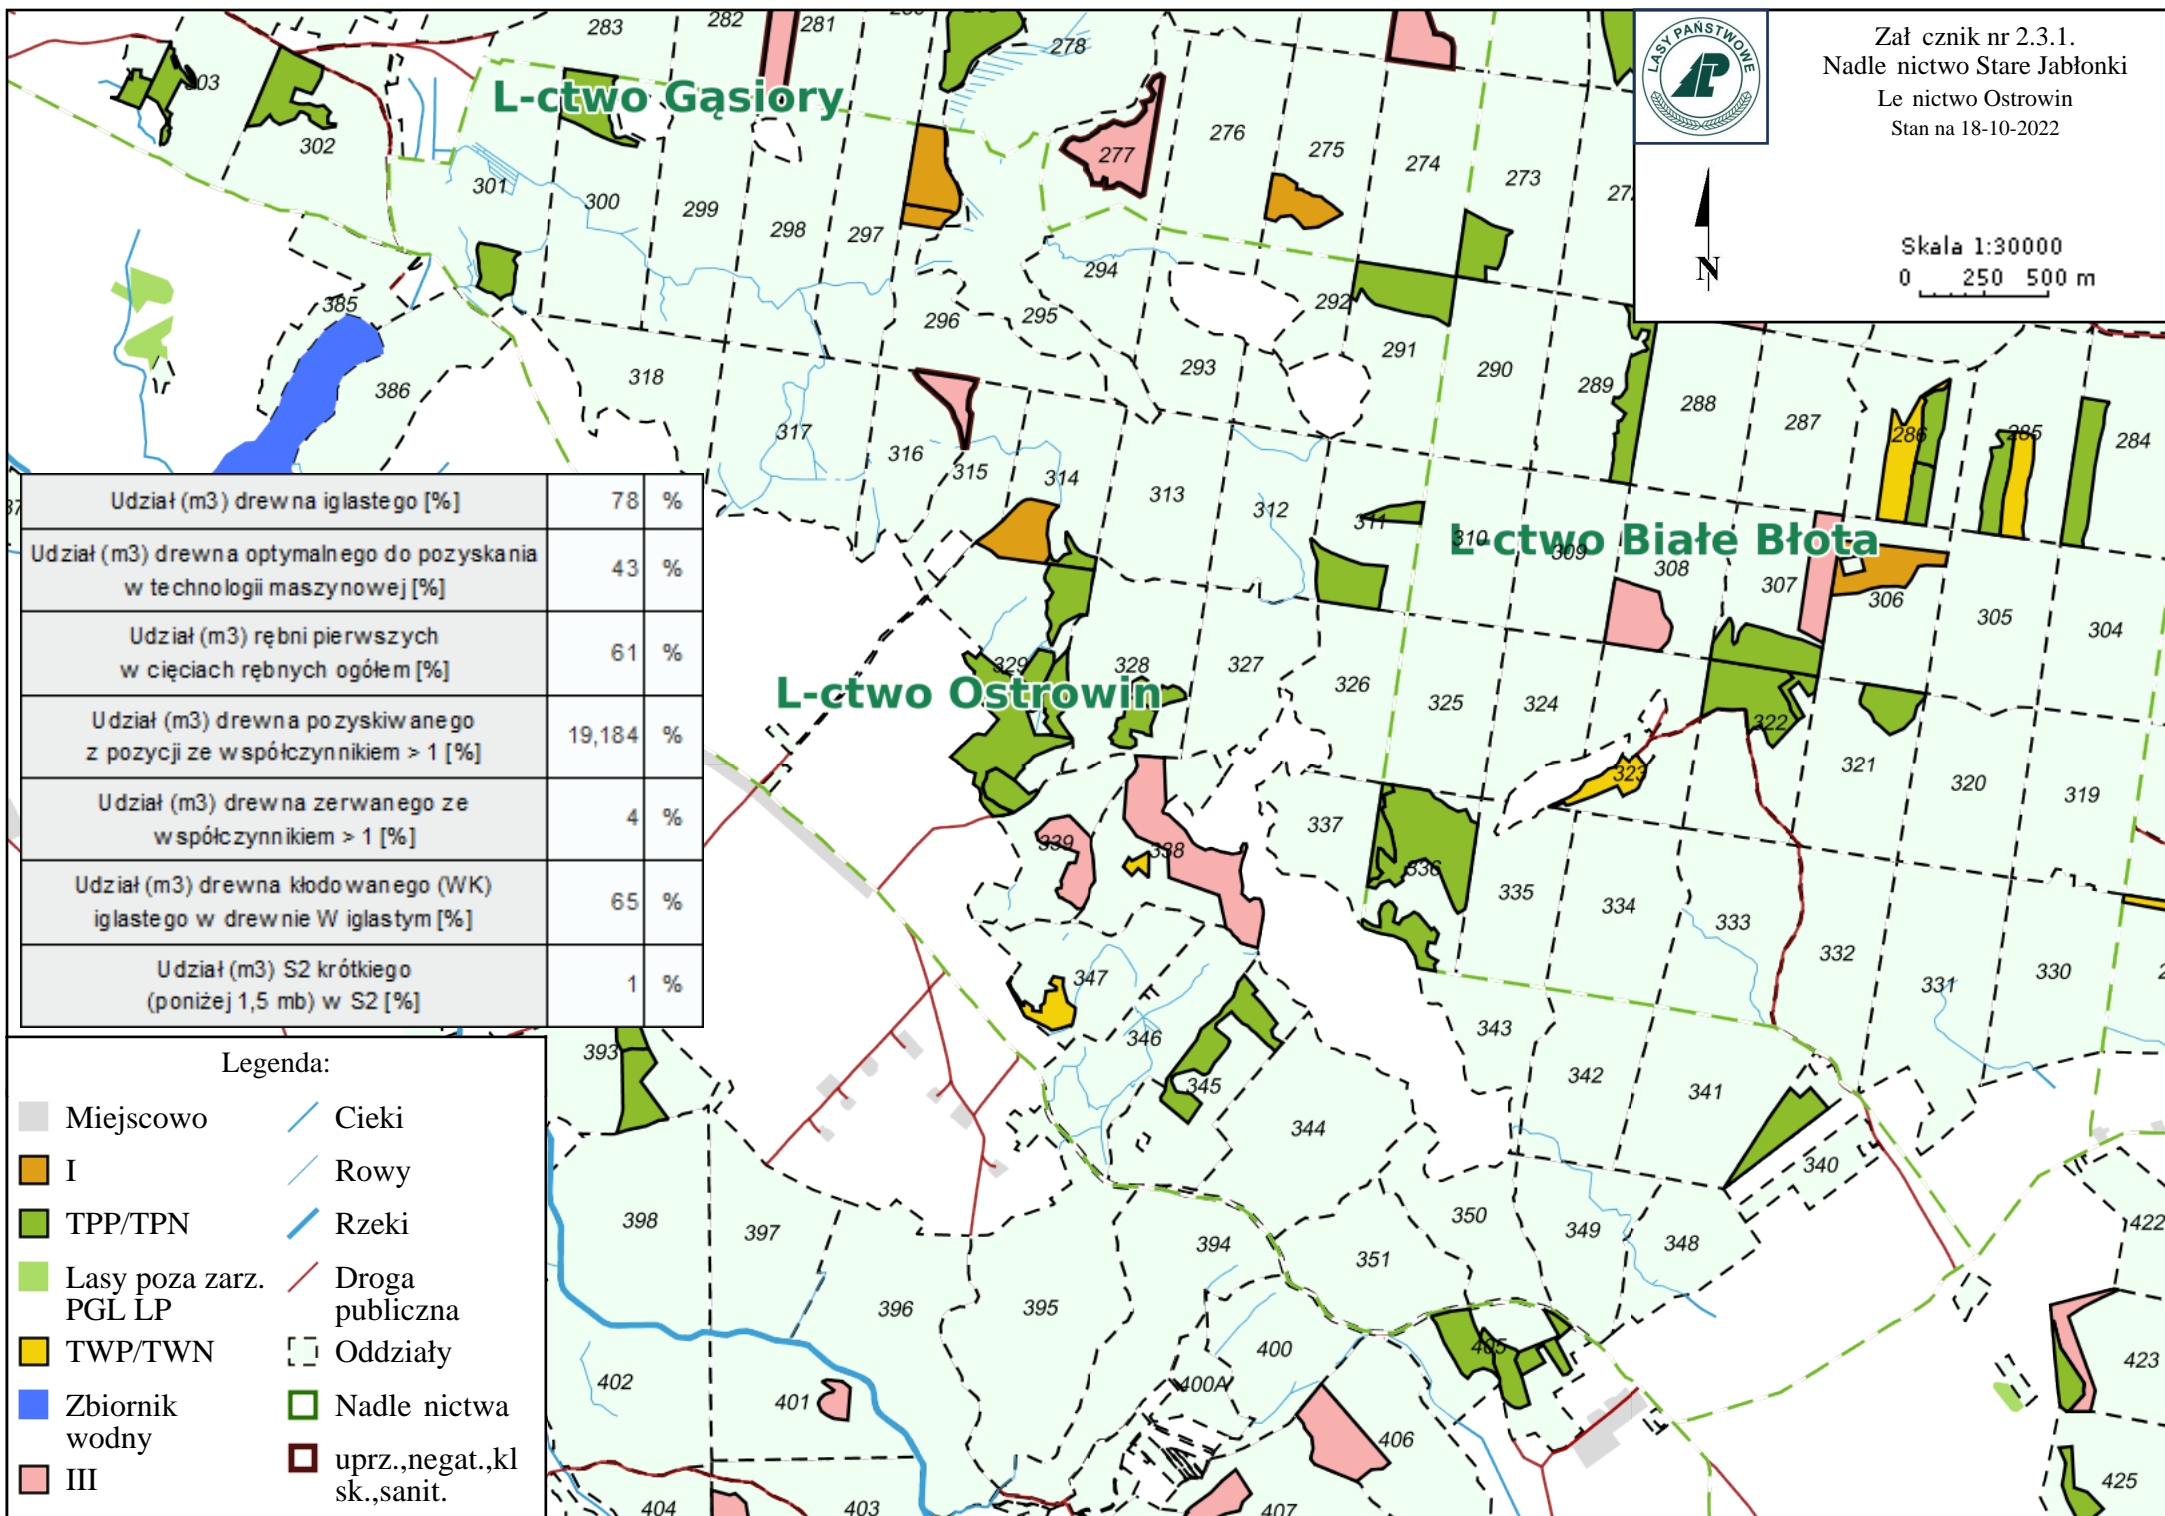 LASY PAŃSTWOWE
Zał cznik nr 2.3.1.
Nadle nictwo Stare Jabłonki
Le nictwo Ostrowin
Stan na 18-10-2022
N
Skala 1:30000
0 250 500 m
L-ctwo Gąsiory
L-ctwo Białe Błota
L-ctwo Ostrowin
283 282 281 278
303 302 301 300 299 298 297
277 276 275 274 273
296 295 294 293 292 291 290 289 288 287 286 285 284
385 386 318 317 316 315 314 313 312 311 310 309 308 307 306 305 304
329 328 327 326 325 324 323 322 321 320 319
339 338 337 336 335 334 333 332 331 330
347 346 345 344 343 342 341 340
393 398 397 396 395 394 351 350 349 348
402 401 400 400A 405 406 407 404 403
422 423 425
Udział (m3) drewna iglastego [%] 78 %
Udział (m3) drewna optymalnego do pozyskania
w technologii maszynowej [%] 43 %
Udział (m3) rębni pierwszych
w cięciach rębnych ogółem [%] 61 %
Udział (m3) drewna pozyskiwanego
z pozycji ze współczynnikiem > 1 [%] 19,184 %
Udział (m3) drewna zerwanego ze
współczynnikiem > 1 [%] 4 %
Udział (m3) drewna kłodowanego (WK)
iglastego w drewnie W iglastym [%] 65 %
Udział (m3) S2 krótkiego
(poniżej 1,5 mb) w S2 [%] 1 %
Legenda:
Miejscowo
I
TPP/TPN
Lasy poza zarz.
PGL LP
TWP/TWN
Zbiornik
wodny
III
Cieki
Rowy
Rzeki
Droga
publiczna
Oddziały
Nadle nictwa
uprz.,negat.,kl
sk.,sanit.